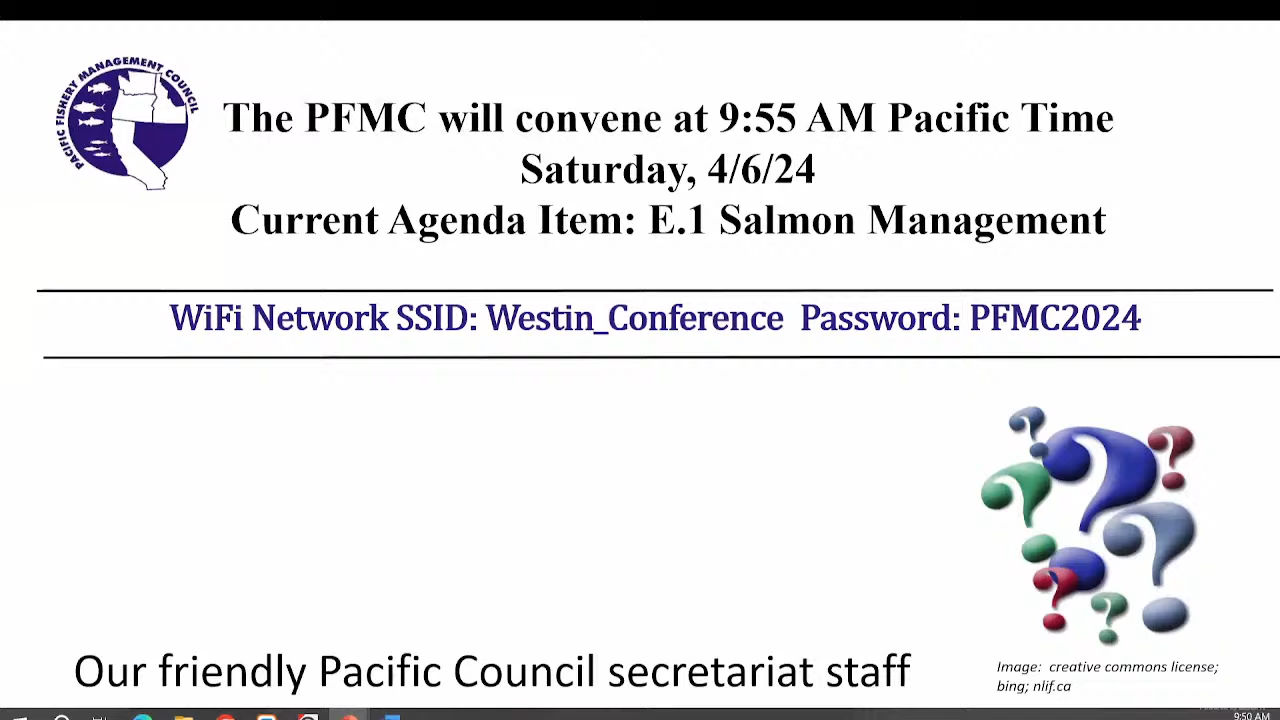 PACIFIC FISHERY MANAGEMENT COUNCIL
The PFMC will convene at 9:55 AM Pacific Time
Saturday, 4/6/24
Current Agenda Item: E.1 Salmon Management
WiFi Network SSID: Westin_Conference Password: PFMC2024
Our friendly Pacific Council secretariat staff
Image: creative commons license;
bing; nlif.ca
9:50 AM